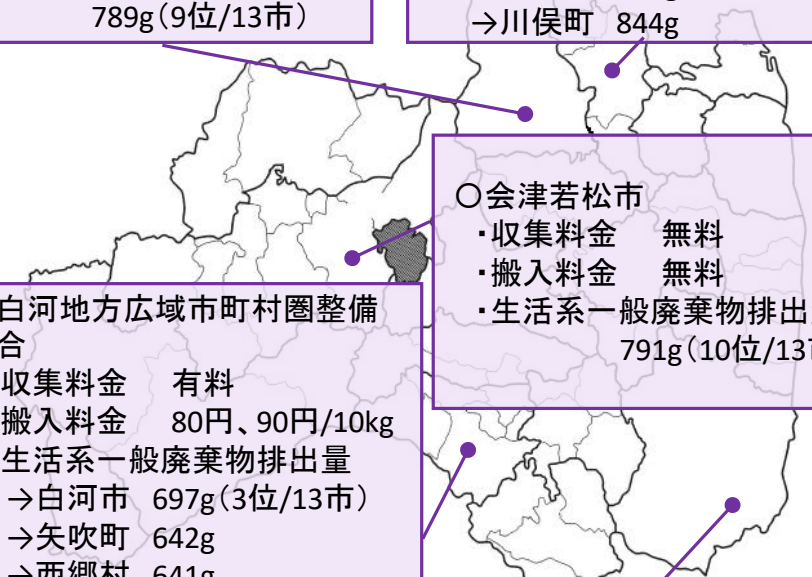 789g(9位/13市)
→川俣町 844g
○会津若松市
・収集料金 無料
・搬入料金 無料
・生活系一般廃棄物排出
791g(10位/13
白河地方広域市町村圏整備
合
収集料金 有料
搬入料金 80円、90円/10kg
生活系一般廃棄物排出量
→白河市 697g(3位/13市)
→矢吹町 642g
→西郷村 641g